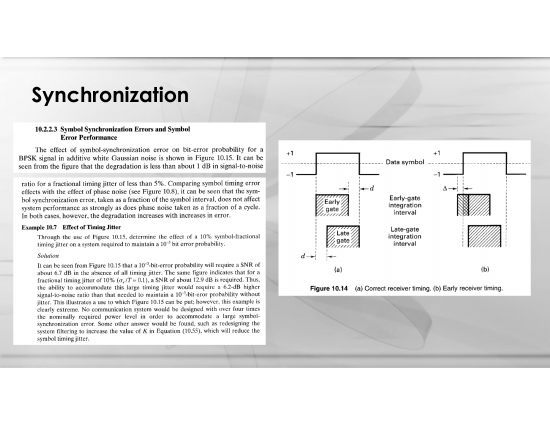 Synchronization
10.2.2.3 Symbol Synchronization Errors and Symbol
Error Performance
The effect of symbol-synchronization error on bit-error probability for a
BPSK signal in additive white Gaussian noise is shown in Figure 10.15. It can be
seen from the figure that the degradation is less than about 1 dB in signal-to-noise
ratio for a fractional timing jitter of less than 5%. Comparing symbol timing error
effects with the effect of phase noise (see Figure 10.8), it can be seen that the sym-
bol synchronization error, taken as a fraction of the symbol interval, does not affect
system performance as strongly as does phase noise taken as a fraction of a cycle.
In both cases, however, the degradation increases with increases in error.
Example 10.7 Effect of Timing Jitter
Through the use of Figure 10.15, determine the effect of a 10% symbol-fractional
timing jitter on a system required to maintain a 10⁻³ bit error probability.
Solution
It can be seen from Figure 10.15 that a 10⁻³-bit-error probability will require a SNR of
about 6.7 dB in the absence of all timing jitter. The same figure indicates that for a
fractional timing jitter of 10% (σε/T = 0.1), a SNR of about 12.9 dB is required. Thus,
the ability to accommodate this large timing jitter would require a 6.2-dB higher
signal-to-noise ratio than that needed to maintain a 10⁻³-bit-error probability without
jitter. This illustrates a use to which Figure 10.15 can be put; however, this example is
clearly extreme. No communication system would be designed with over four times
the nominally required power level in order to accommodate a large symbol-
synchronization error. Some other answer would be found, such as redesigning the
system filtering to increase the value of K in Equation (10.55), which will reduce the
symbol timing jitter.
+1
+1
Data symbol
−1
−1
d
Δ
Early
gate
Early-gate
integration
interval
Late
gate
Late-gate
integration
interval
d
(a)
(b)
Figure 10.14 (a) Correct receiver timing. (b) Early receiver timing.